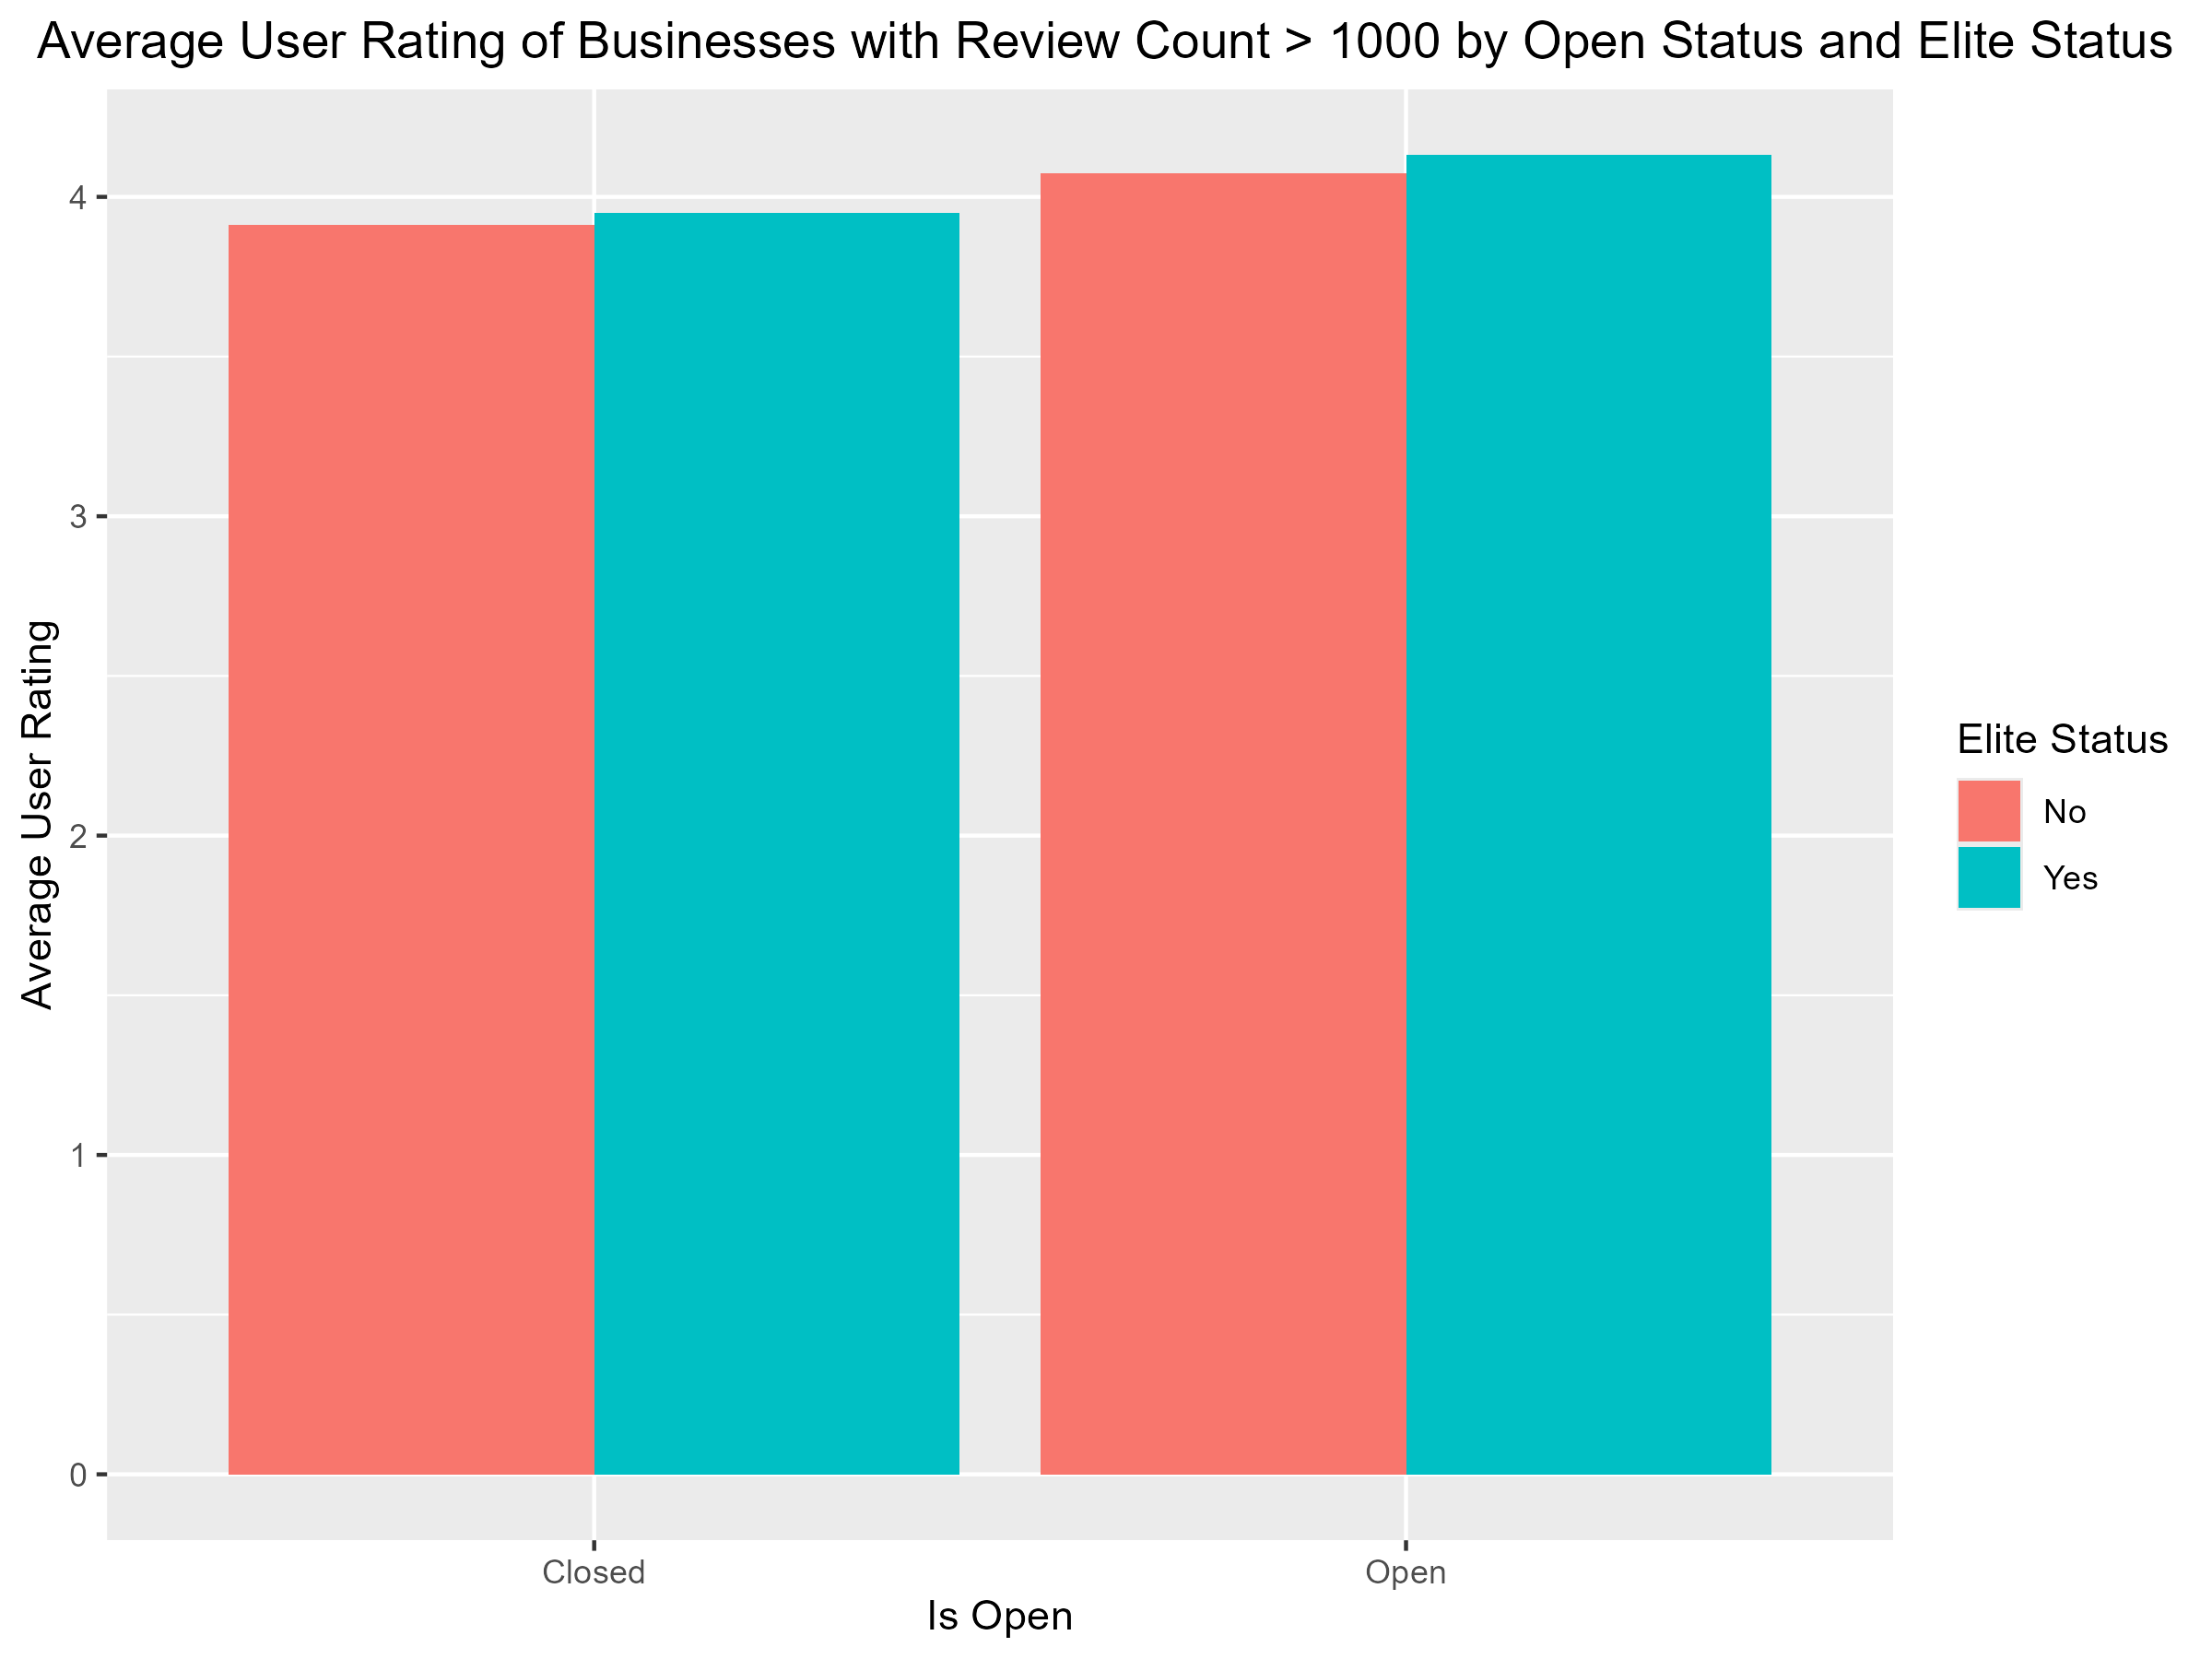 Average User Rating of Businesses with Review Count > 1000 by Open Status and Elite Status
Average User Rating
4
3
2
1
0
Closed
Open
Is Open
Elite Status
No
Yes